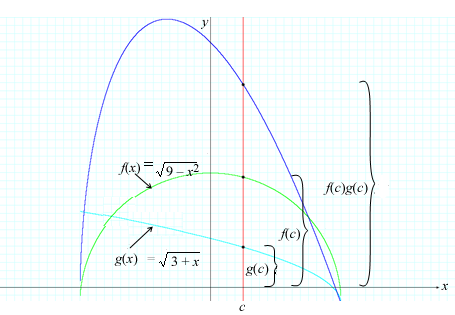 y
f(x) = √9 − x²
f(c)g(c)
f(c)
g(x) = √3 + x
g(c)
x
c